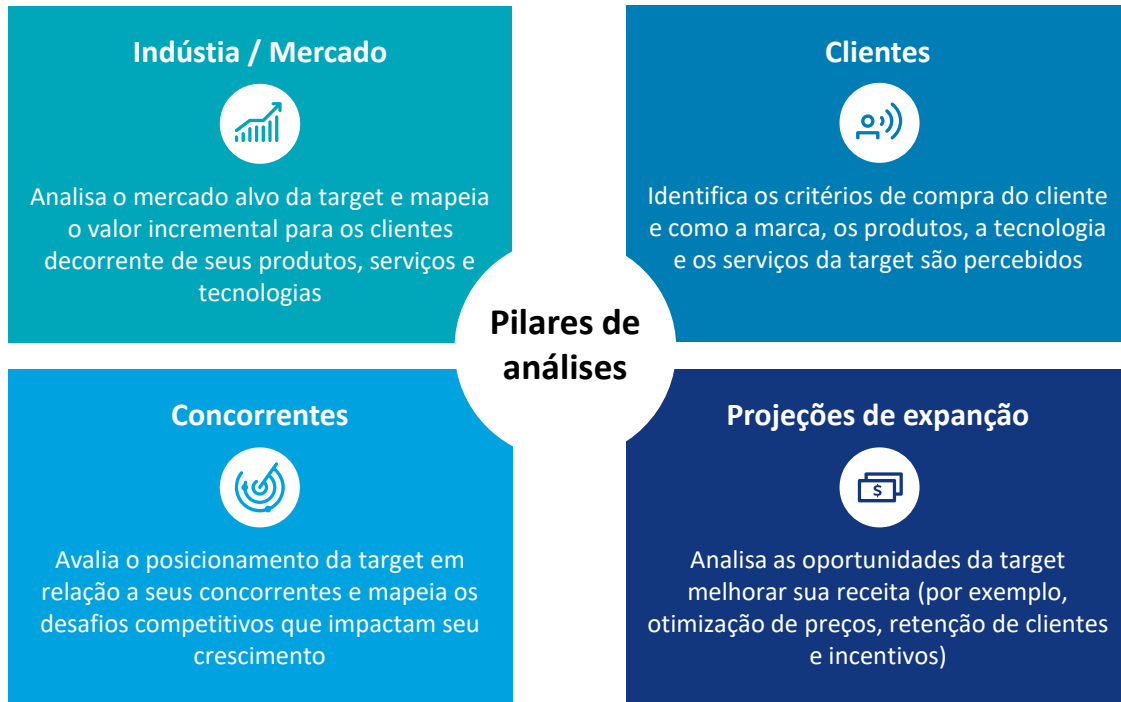 Indústia / Mercado
Analisa o mercado alvo da target e mapeia
o valor incremental para os clientes
decorrente de seus produtos, serviços e
tecnologias
Clientes
Identifica os critérios de compra do cliente
e como a marca, os produtos, a tecnologia
e os serviços da target são percebidos
Pilares de
análises
Concorrentes
Avalia o posicionamento da target em
relação a seus concorrentes e mapeia os
desafios competitivos que impactam seu
crescimento
Projeções de expanção
$
Analisa as oportunidades da target
melhorar sua receita (por exemplo,
otimização de preços, retenção de clientes
e incentivos)